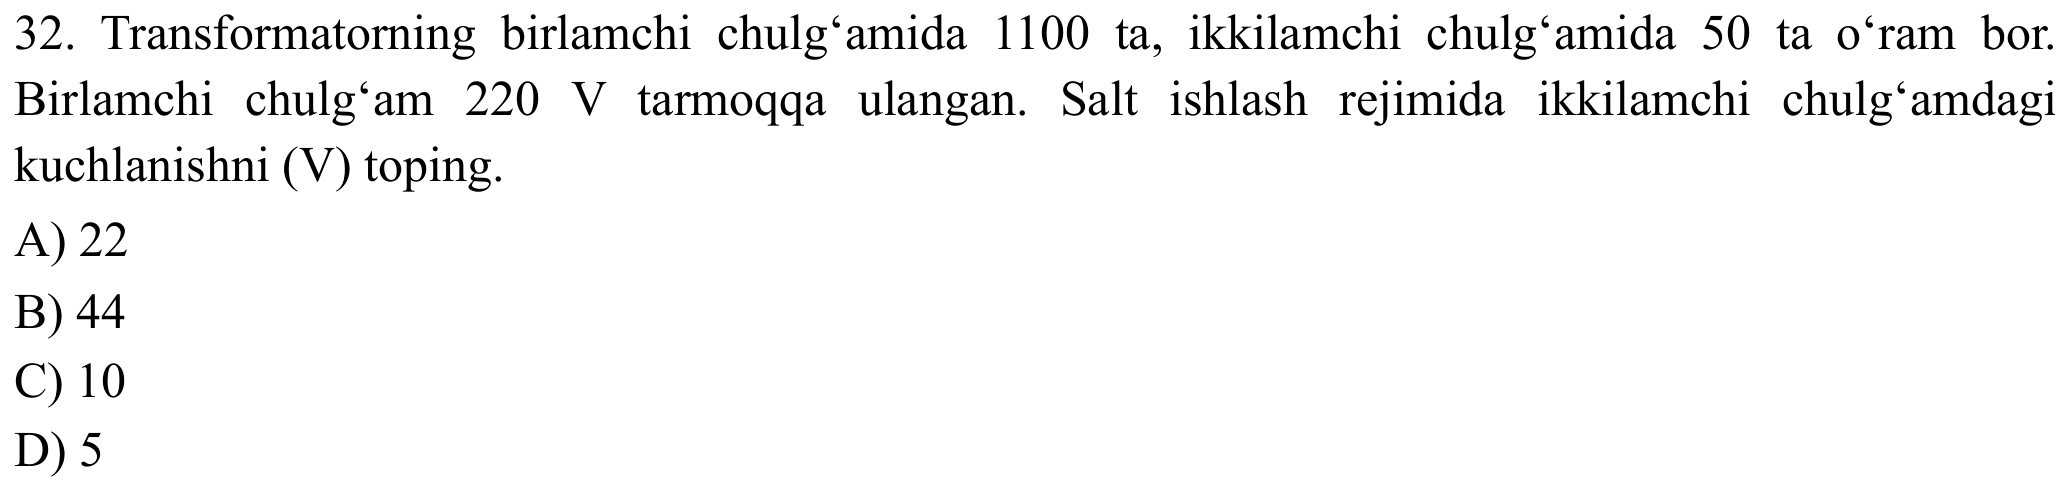 32. Transformatorning birlamchi chulg‘amida 1100 ta, ikkilamchi chulg‘amida 50 ta o‘ram bor.
Birlamchi chulg‘am 220 V tarmoqqa ulangan. Salt ishlash rejimida ikkilamchi chulg‘amdagi
kuchlanishni (V) toping.
A) 22
B) 44
C) 10
D) 5